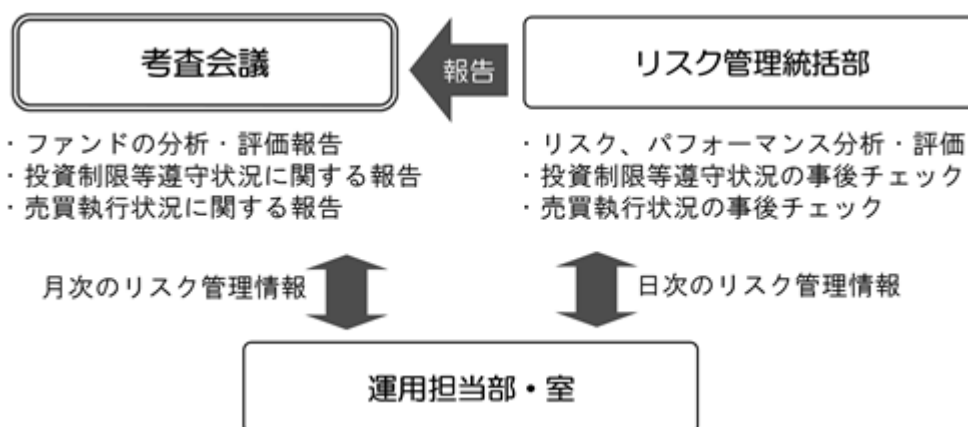 考査会議
報告
リスク管理統括部
・ファンドの分析・評価報告
・投資制限等遵守状況に関する報告
・売買執行状況に関する報告
・リスク、パフォーマンス分析・評価
・投資制限等遵守状況の事後チェック
・売買執行状況の事後チェック
月次のリスク管理情報
日次のリスク管理情報
運用担当部・室